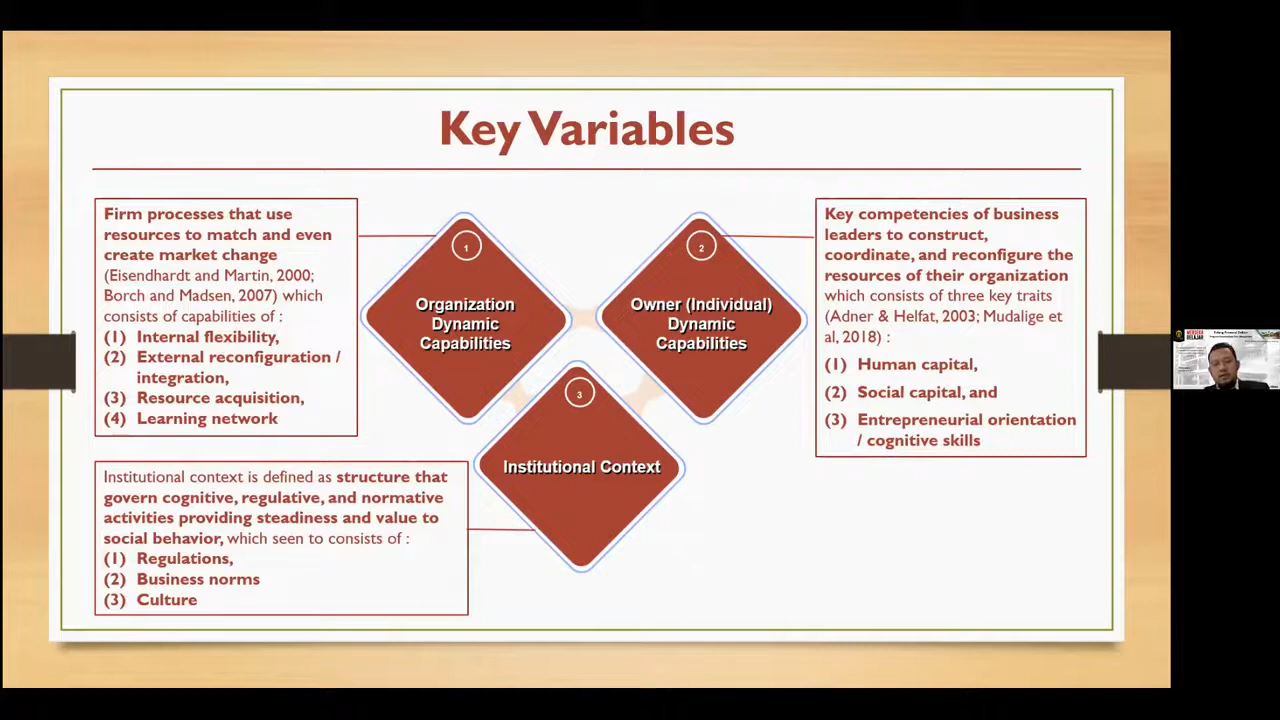 Key Variables
Firm processes that use
resources to match and even
create market change
(Eisendhardt and Martin, 2000;
Borch and Madsen, 2007) which
consists of capabilities of :
(1) Internal flexibility,
(2) External reconfiguration /
integration,
(3) Resource acquisition,
(4) Learning network
1
Organization
Dynamic
Capabilities
2
Owner (Individual)
Dynamic
Capabilities
Key competencies of business
leaders to construct,
coordinate, and reconfigure the
resources of their organization
which consists of three key traits
(Adner & Helfat, 2003; Mudalige et
al, 2018) :
(1) Human capital,
(2) Social capital, and
(3) Entrepreneurial orientation
/ cognitive skills
3
Institutional Context
Institutional context is defined as structure that
govern cognitive, regulative, and normative
activities providing steadiness and value to
social behavior, which seen to consists of :
(1) Regulations,
(2) Business norms
(3) Culture